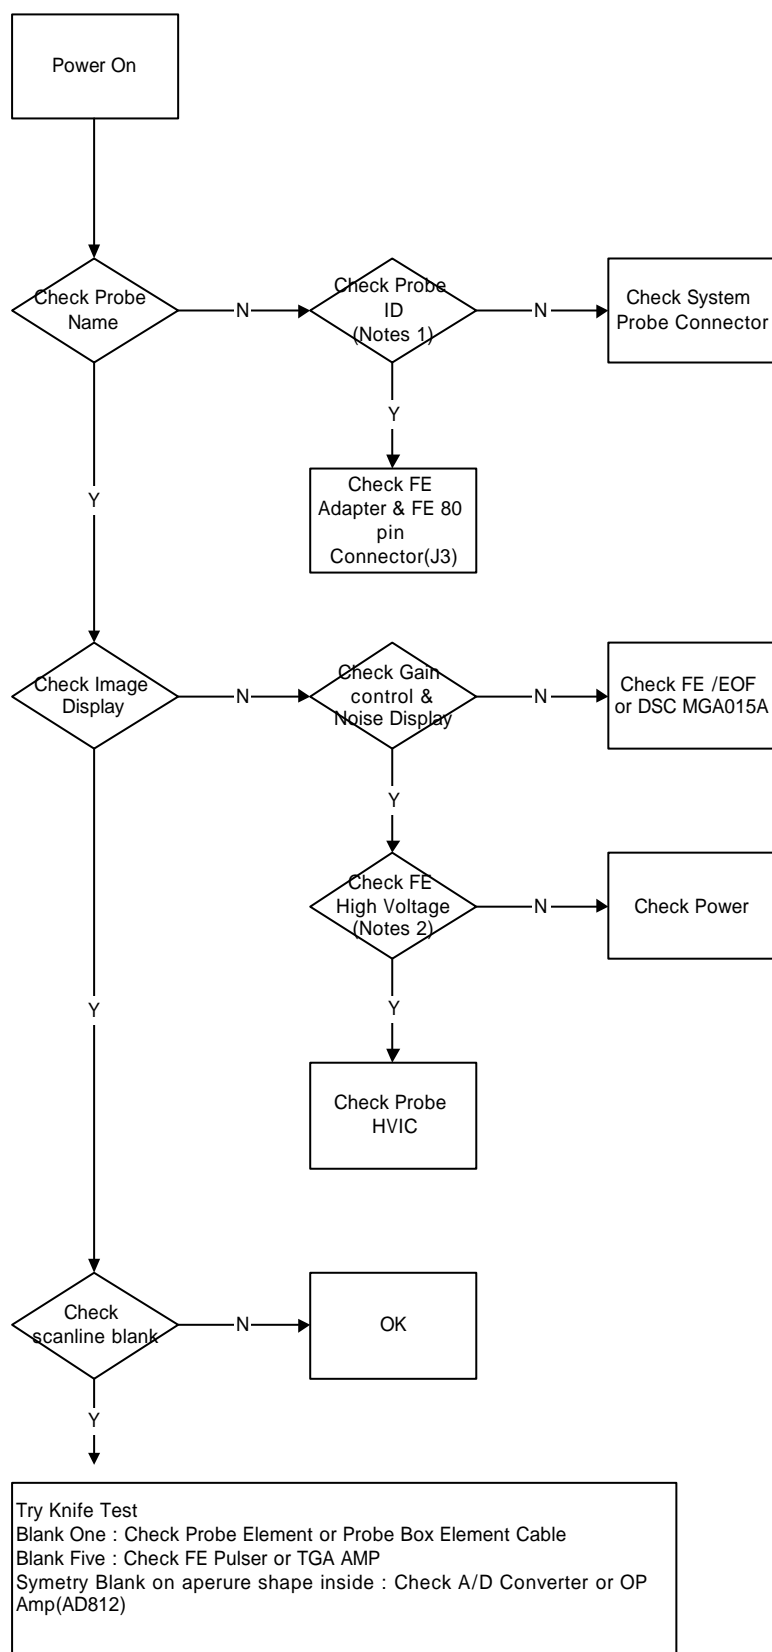 Power On
Check Probe
Name
N
Check Probe
ID
(Notes 1)
N
Check System
Probe Connector
Y
Check FE
Adapter & FE 80
pin
Connector(J3)
Y
Check Image
Display
N
Check Gain
control &
Noise Display
N
Check FE /EOF
or DSC MGA015A
Y
Check FE
High Voltage
(Notes 2)
N
Check Power
Y
Check Probe
HVIC
Y
Check
scanline blank
N
OK
Y
Try Knife Test
Blank One : Check Probe Element or Probe Box Element Cable
Blank Five : Check FE Pulser or TGA AMP
Symetry Blank on aperure shape inside : Check A/D Converter or OP
Amp(AD812)